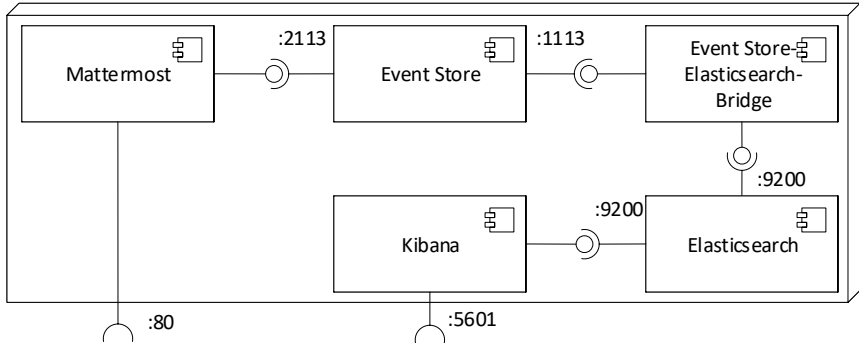 :2113
:1113
Mattermost
Event Store
Event Store-
Elasticsearch-
Bridge
:9200
:9200
Kibana
Elasticsearch
:80
:5601